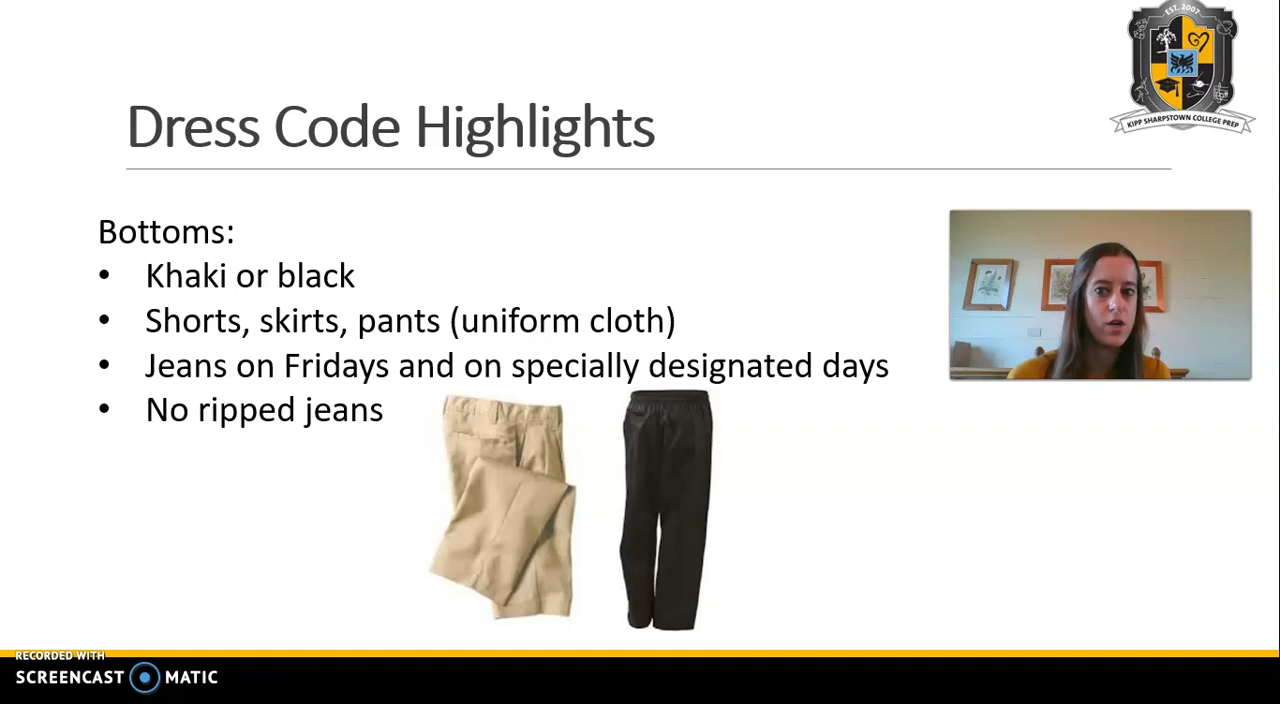 EST. 2007
KIPP SHARPSTOWN COLLEGE PREP
Dress Code Highlights
Bottoms:
• Khaki or black
• Shorts, skirts, pants (uniform cloth)
• Jeans on Fridays and on specially designated days
• No ripped jeans
RECORDED WITH
SCREENCAST MATIC